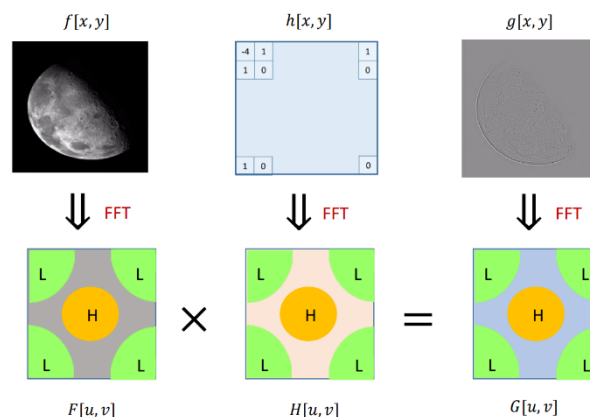 f[x, y] h[x, y] g[x, y]
-4 1 1
1 0 0
1 0 0
⇓ FFT ⇓ FFT ⇓ FFT
L L L L L L
H × H = H
L L L L L L
F[u, v] H[u, v] G[u, v]